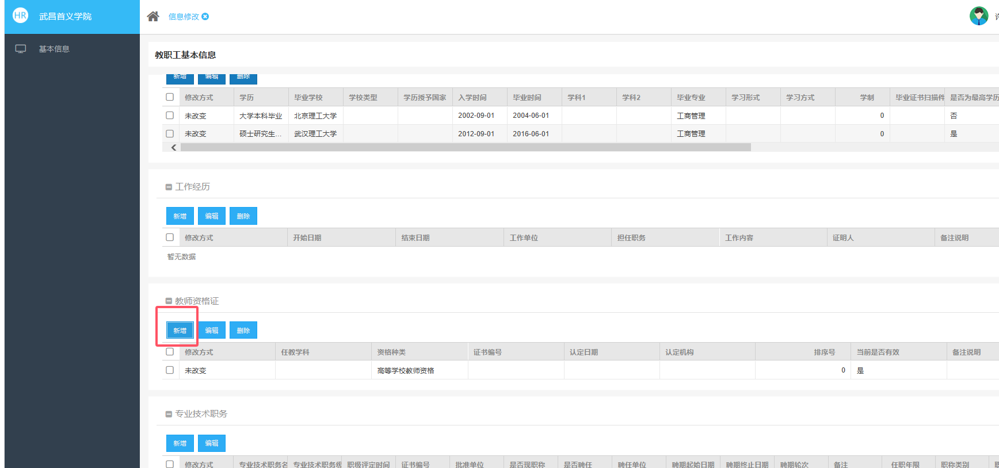 HR 武昌首义学院 信息修改 许
基本信息
教职工基本信息
新增 编辑 删除
修改方式 学历 毕业学校 学校类型 学历授予国家 入学时间 毕业时间 学科1 学科2 毕业专业 学习形式 学习方式 学制 毕业证书扫描件 是否为最高学历
未改变 大学本科毕业 北京理工大学 2002-09-01 2004-06-01 工商管理 0 否
未改变 硕士研究生... 武汉理工大学 2012-09-01 2016-06-01 工商管理 0 是
工作经历
新增 编辑 删除
修改方式 开始日期 结束日期 工作单位 担任职务 工作内容 证明人 备注说明
暂无数据
教师资格证
新增 编辑 删除
修改方式 任教学科 资格种类 证书编号 认定日期 认定机构 排序号 当前是否有效 备注说明
未改变 高等学校教师资格 0 是
专业技术职务
新增 编辑
修改方式 专业技术职务名 专业技术职务级 职级评定时间 证书编号 批准单位 是否现职称 是否聘任 聘任单位 聘期起始日期 聘期终止日期 聘期轮次 备注 任职年限 职称类别